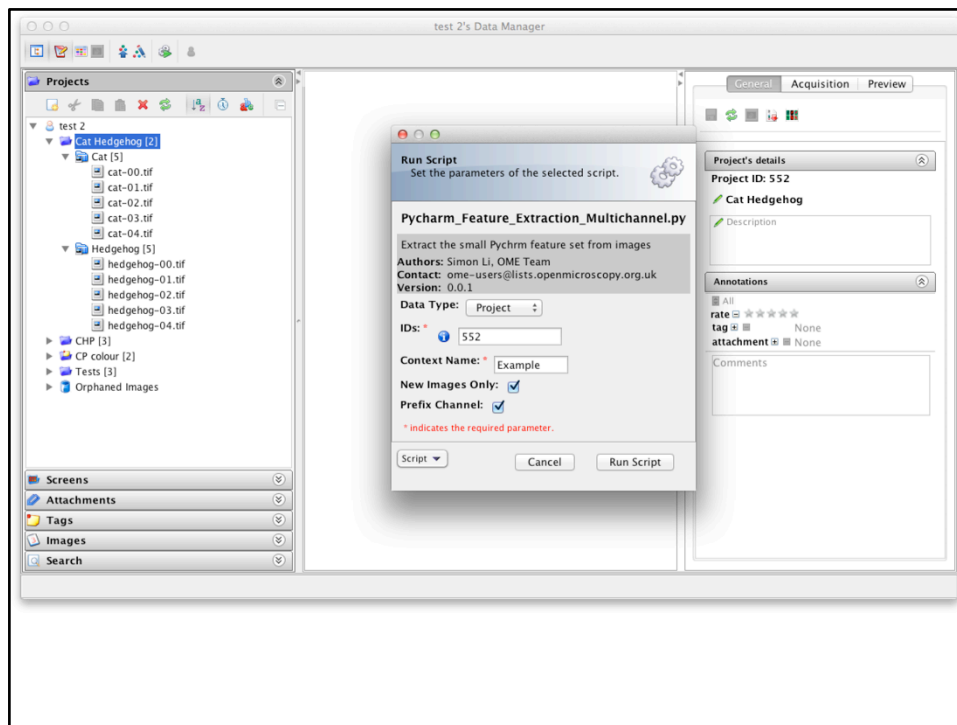 test 2's Data Manager
Projects
test 2
Cat Hedgehog [2]
Cat [5]
cat-00.tif
cat-01.tif
cat-02.tif
cat-03.tif
cat-04.tif
Hedgehog [5]
hedgehog-00.tif
hedgehog-01.tif
hedgehog-02.tif
hedgehog-03.tif
hedgehog-04.tif
CHP [3]
CP colour [2]
Tests [3]
Orphaned Images
Screens
Attachments
Tags
Images
Search
Run Script
Set the parameters of the selected script.
Pycharm_Feature_Extraction_Multichannel.py
Extract the small Pychrm feature set from images
Authors: Simon Li, OME Team
Contact: ome-users@lists.openmicroscopy.org.uk
Version: 0.0.1
Data Type: Project
IDs: * 552
Context Name: * Example
New Images Only:
Prefix Channel:
* indicates the required parameter.
Script
Cancel
Run Script
General Acquisition Preview
Project's details
Project ID: 552
Cat Hedgehog
Description
Annotations
All
rate
tag None
attachment None
Comments